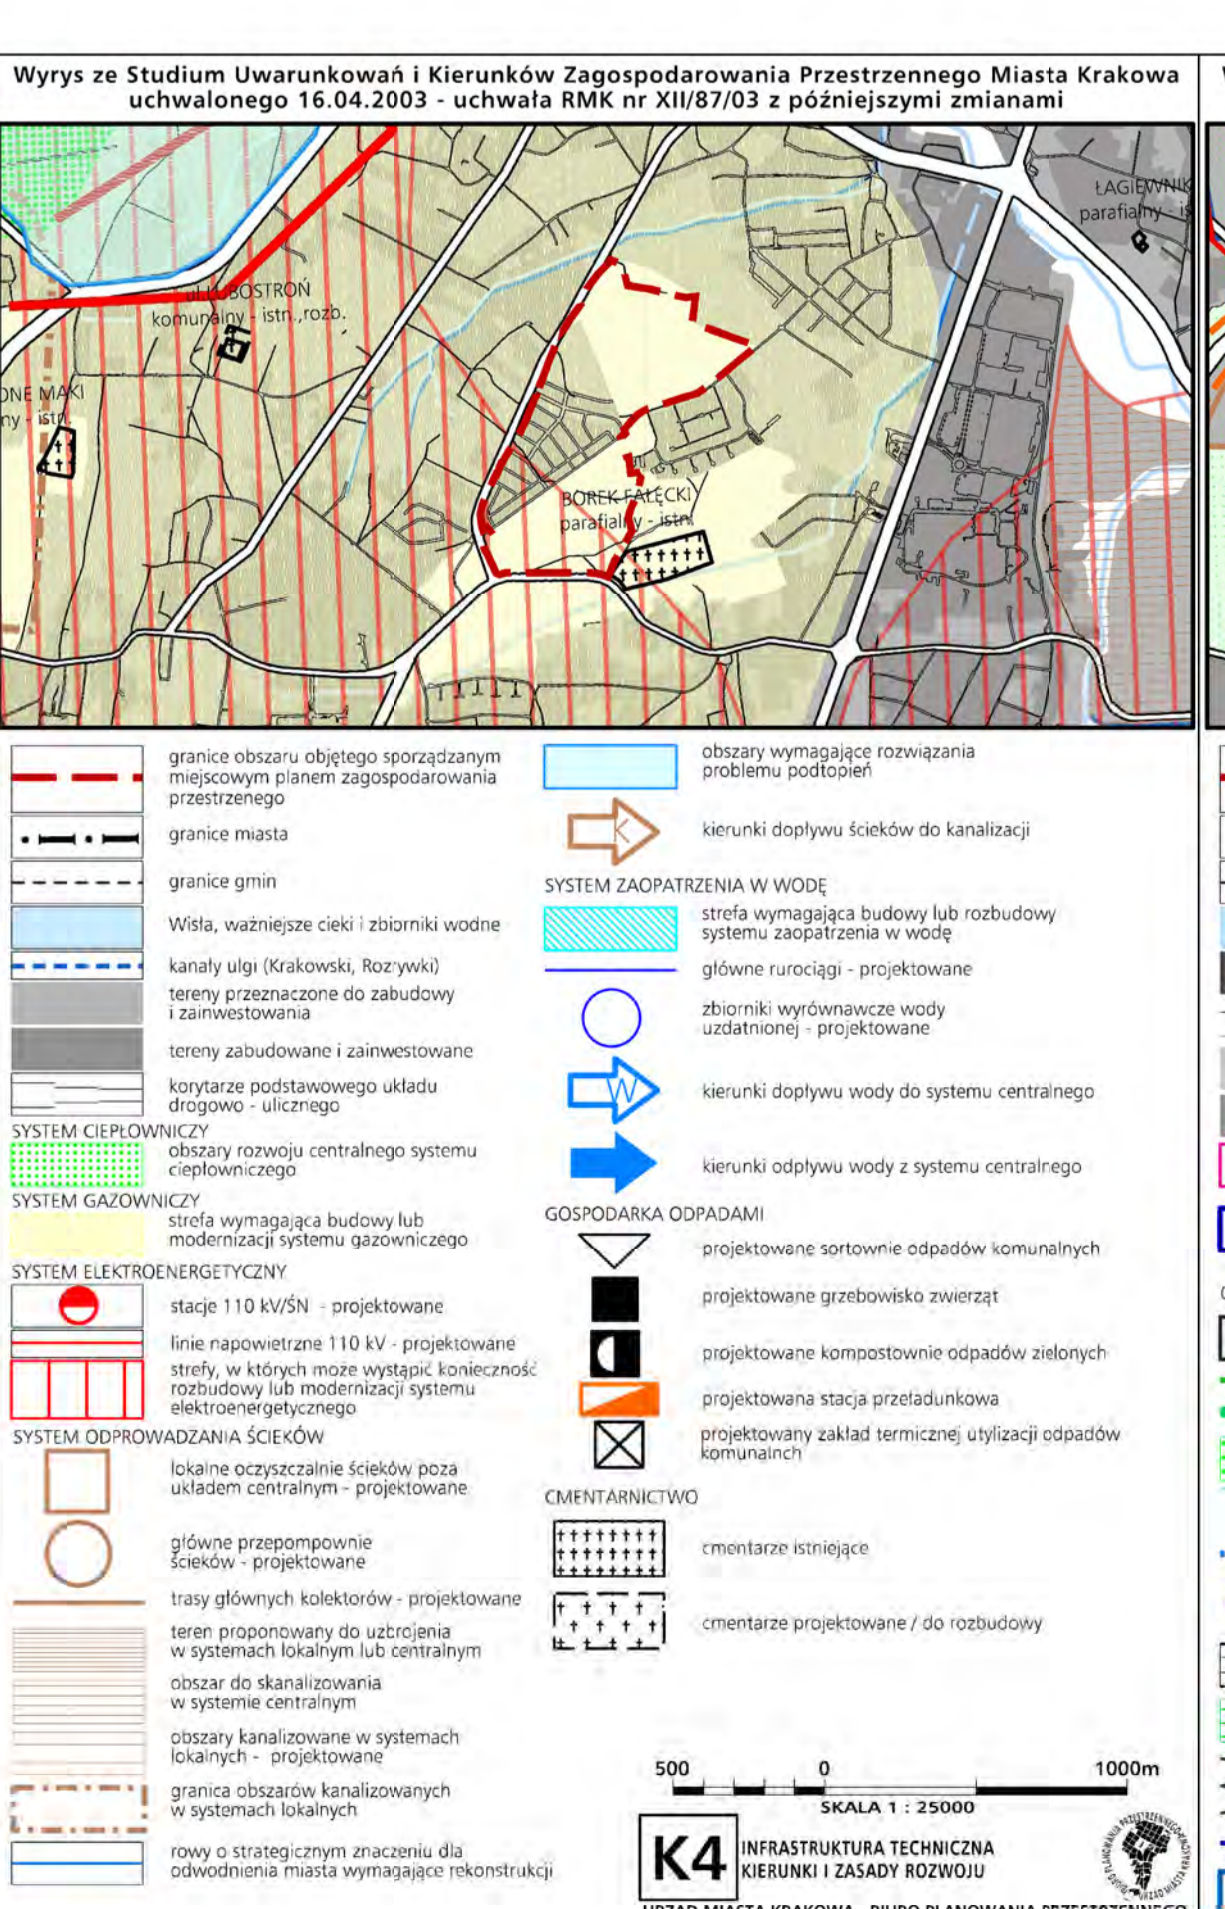 Wyrys ze Studium Uwarunkowań i Kierunków Zagospodarowania Przestrzennego Miasta Krakowa
uchwalonego 16.04.2003 - uchwała RMK nr XII/87/03 z późniejszymi zmianami
ŁAGIEWNIK
parafialny - is
ul. LUBOSTROŃ
komunalny - istn.,rozb.
ONE MAKI
ny - istn.
BOREK FAŁĘCKI
parafialny - istn.
granice obszaru objętego sporządzanym
miejscowym planem zagospodarowania
przestrzenego
granice miasta
granice gmin
Wisła, ważniejsze cieki i zbiorniki wodne
kanały ulgi (Krakowski, Rozrywki)
tereny przeznaczone do zabudowy
i zainwestowania
tereny zabudowane i zainwestowane
korytarze podstawowego układu
drogowo - ulicznego
SYSTEM CIEPŁOWNICZY
obszary rozwoju centralnego systemu
ciepłowniczego
SYSTEM GAZOWNICZY
strefa wymagająca budowy lub
modernizacji systemu gazowniczego
SYSTEM ELEKTROENERGETYCZNY
stacje 110 kV/ŚN - projektowane
linie napowietrzne 110 kV - projektowane
strefy, w których może wystąpić konieczność
rozbudowy lub modernizacji systemu
elektroenergetycznego
SYSTEM ODPROWADZANIA ŚCIEKÓW
lokalne oczyszczalnie ścieków poza
układem centralnym - projektowane
główne przepompownie
ścieków - projektowane
trasy głównych kolektorów - projektowane
teren proponowany do uzbrojenia
w systemach lokalnym lub centralnym
obszar do skanalizowania
w systemie centralnym
obszary kanalizowane w systemach
lokalnych - projektowane
granica obszarów kanalizowanych
w systemach lokalnych
rowy o strategicznym znaczeniu dla
odwodnienia miasta wymagające rekonstrukcji
obszary wymagające rozwiązania
problemu podtopień
K
kierunki dopływu ścieków do kanalizacji
SYSTEM ZAOPATRZENIA W WODĘ
strefa wymagająca budowy lub rozbudowy
systemu zaopatrzenia w wodę
główne rurociągi - projektowane
zbiorniki wyrównawcze wody
uzdatnionej - projektowane
W
kierunki dopływu wody do systemu centralnego
kierunki odpływu wody z systemu centralnego
GOSPODARKA ODPADAMI
projektowane sortownie odpadów komunalnych
projektowane grzebowisko zwierząt
projektowane kompostownie odpadów zielonych
projektowana stacja przeładunkowa
projektowany zakład termicznej utylizacji odpadów
komunalnch
CMENTARNICTWO
cmentarze istniejące
cmentarze projektowane / do rozbudowy
500 0 1000m
SKALA 1 : 25000
K4
INFRASTRUKTURA TECHNICZNA
KIERUNKI I ZASADY ROZWOJU
URZĄD MIASTA KRAKOWA - BIURO PLANOWANIA PRZESTRZENNEGO